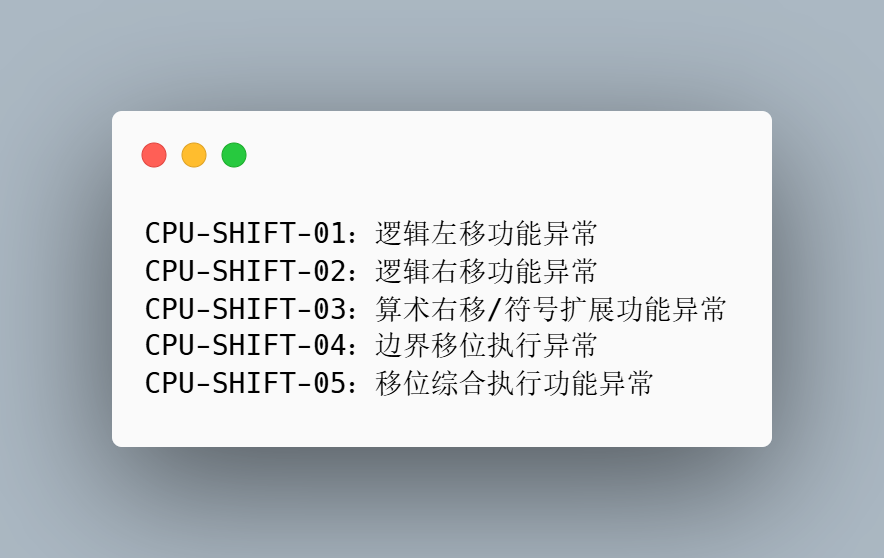 CPU-SHIFT-01：逻辑左移功能异常
CPU-SHIFT-02：逻辑右移功能异常
CPU-SHIFT-03：算术右移/符号扩展功能异常
CPU-SHIFT-04：边界移位执行异常
CPU-SHIFT-05：移位综合执行功能异常